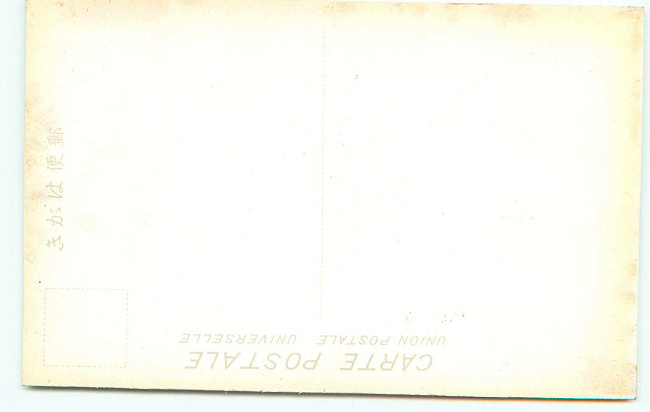 CARTE POSTALE
UNION POSTALE UNIVERSELLE
郵便はがき